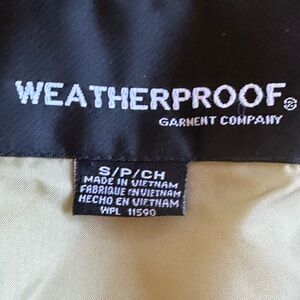 WEATHERPROOF®
GARMENT COMPANY
S/P/CH
MADE IN VIETNAM
FABRIQUE EN VIETNAM
HECHO EN VIETNAM
WPL 11590